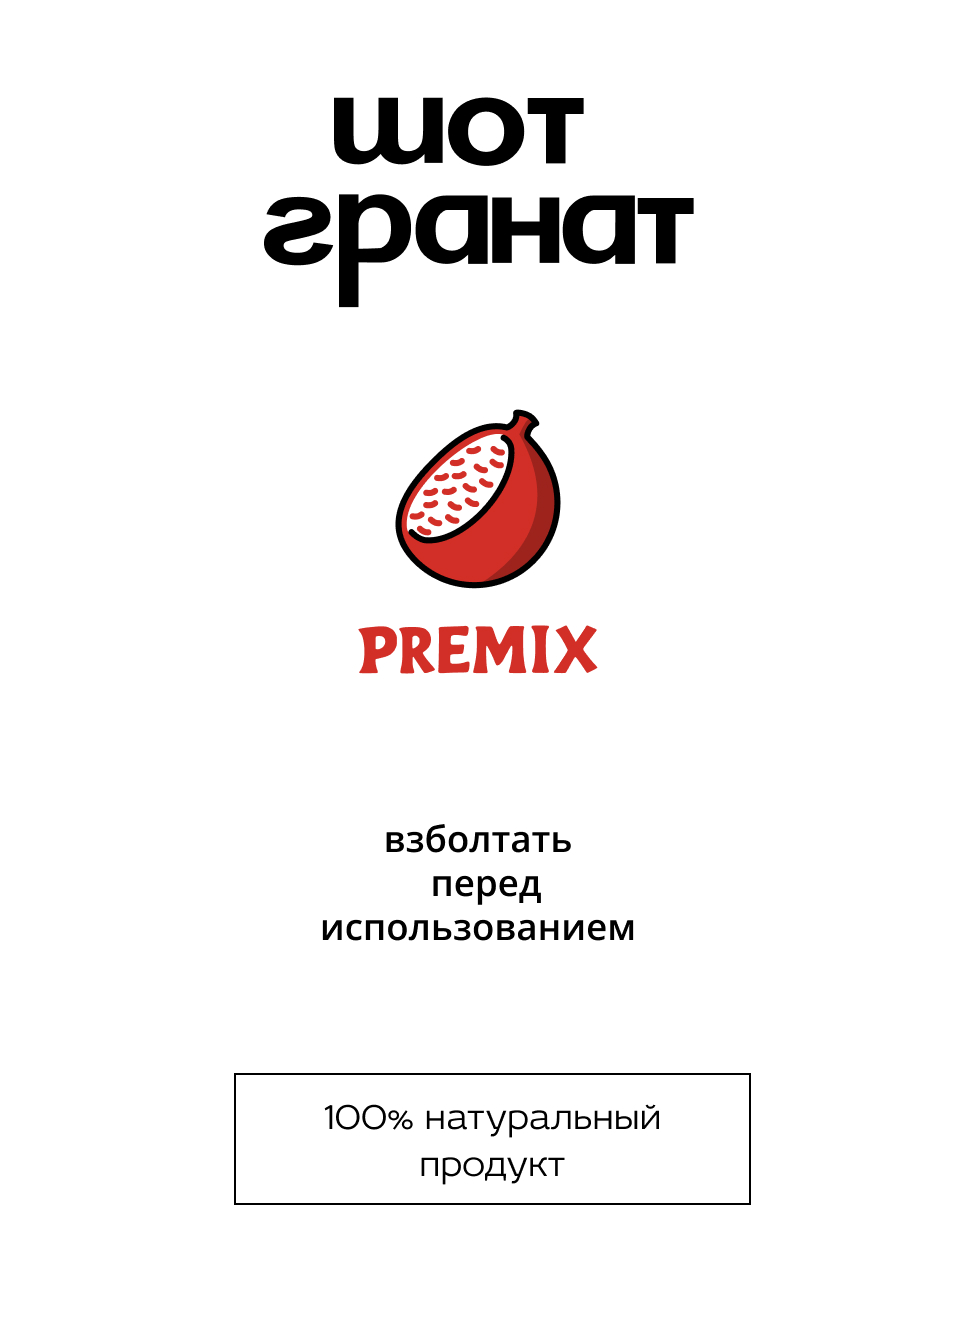 шот
гранат
PREMIX
взболтать
перед
использованием
100% натуральный
продукт